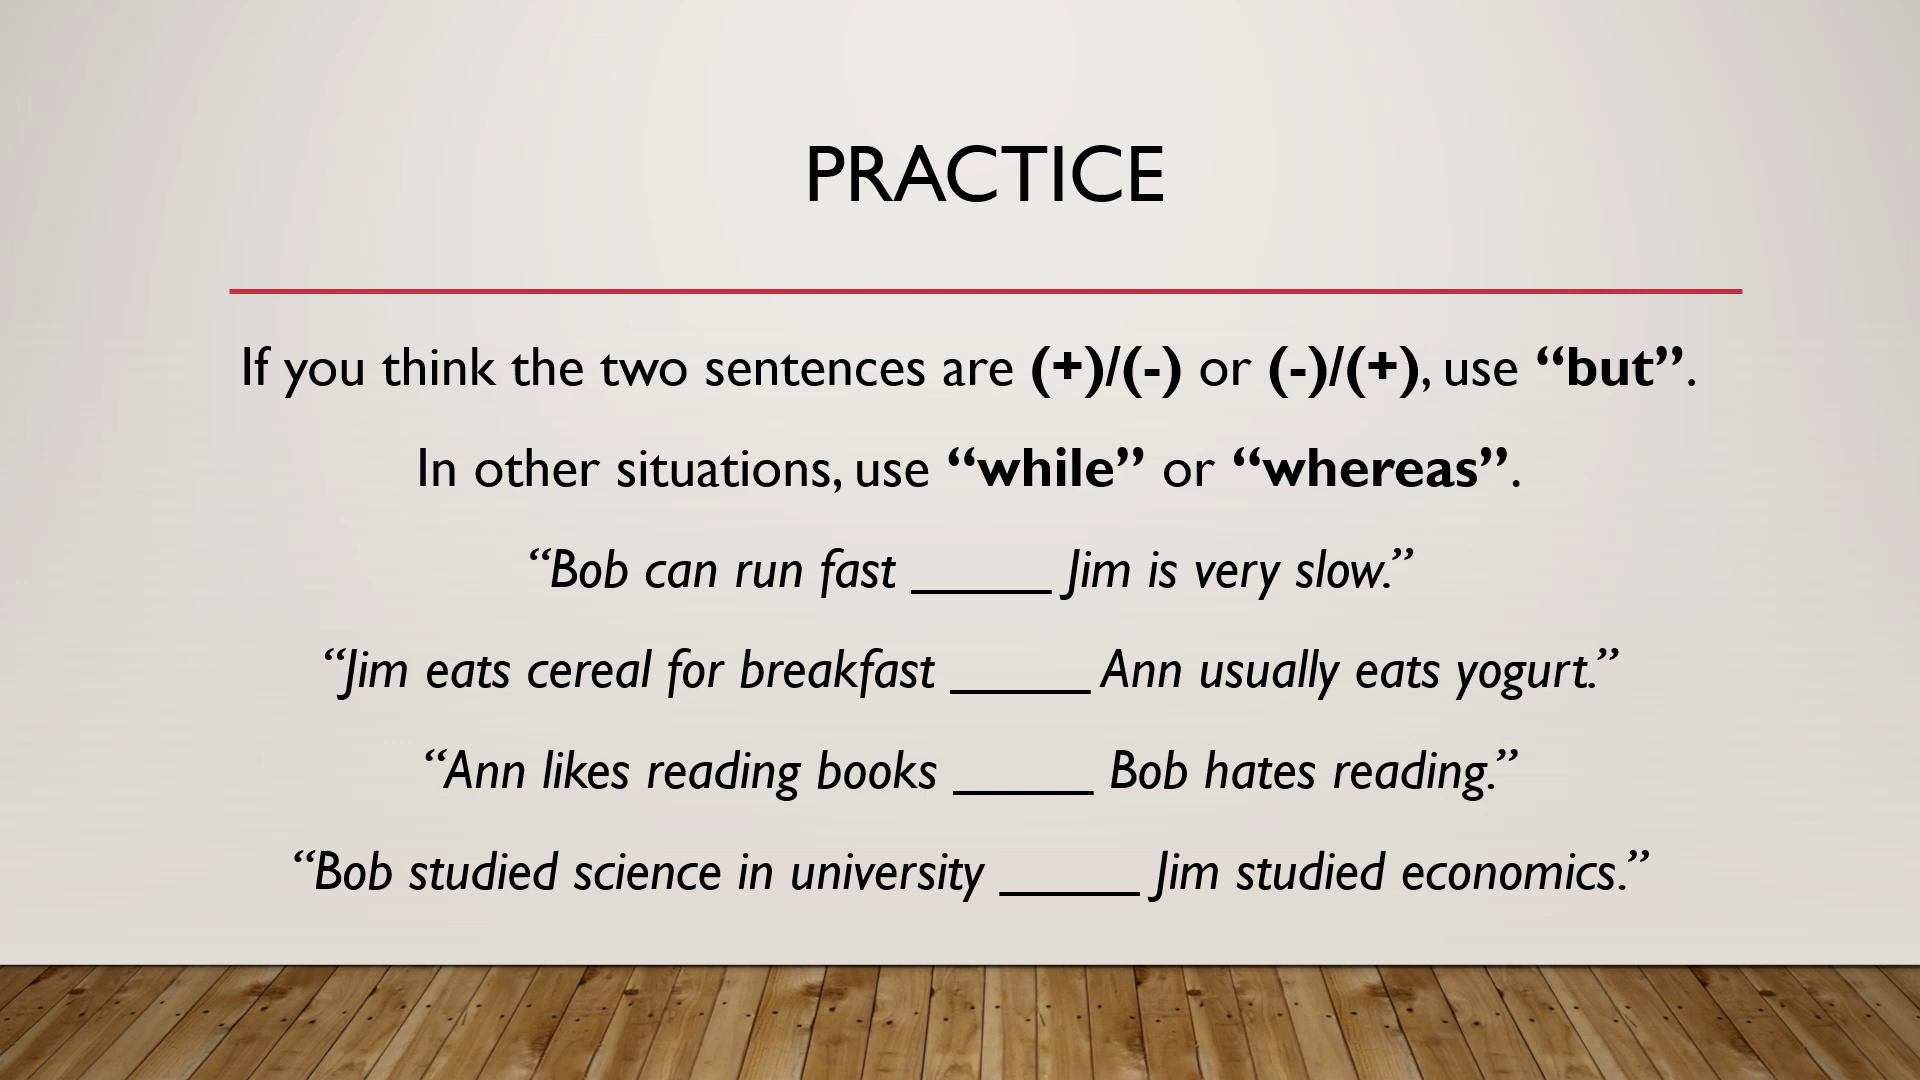 PRACTICE
If you think the two sentences are (+)/(-) or (-)/(+), use “but”.
In other situations, use “while” or “whereas”.
“Bob can run fast _____ Jim is very slow.”
“Jim eats cereal for breakfast _____ Ann usually eats yogurt.”
“Ann likes reading books _____ Bob hates reading.”
“Bob studied science in university _____ Jim studied economics.”